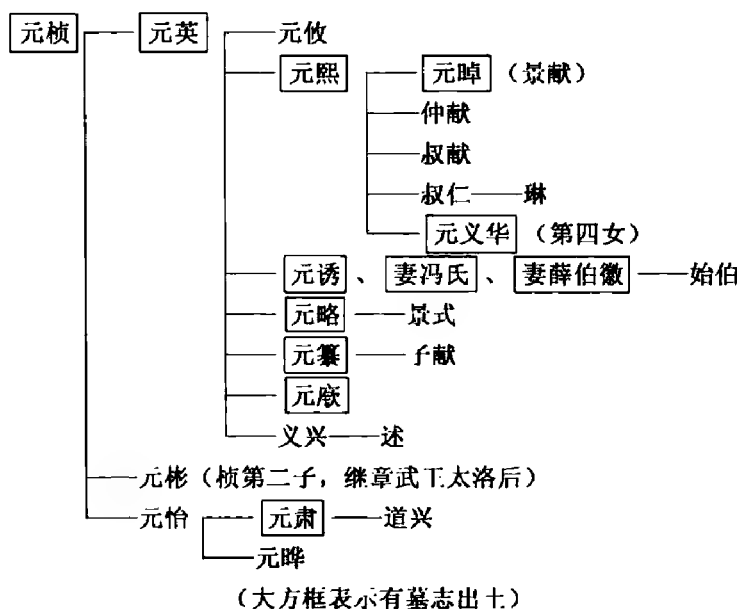 元桢 元英 元攸
元熙 元晫（景献）
仲献
叔献
叔仁 琳
元义华（第四女）
元诱、妻冯氏、妻薛伯徽 始伯
元略 景式
元纂 子献
元廞
义兴 述
元彬（桢第二子，继章武王太洛后）
元怡 元肃 道兴
元晔
（大方框表示有墓志出土）